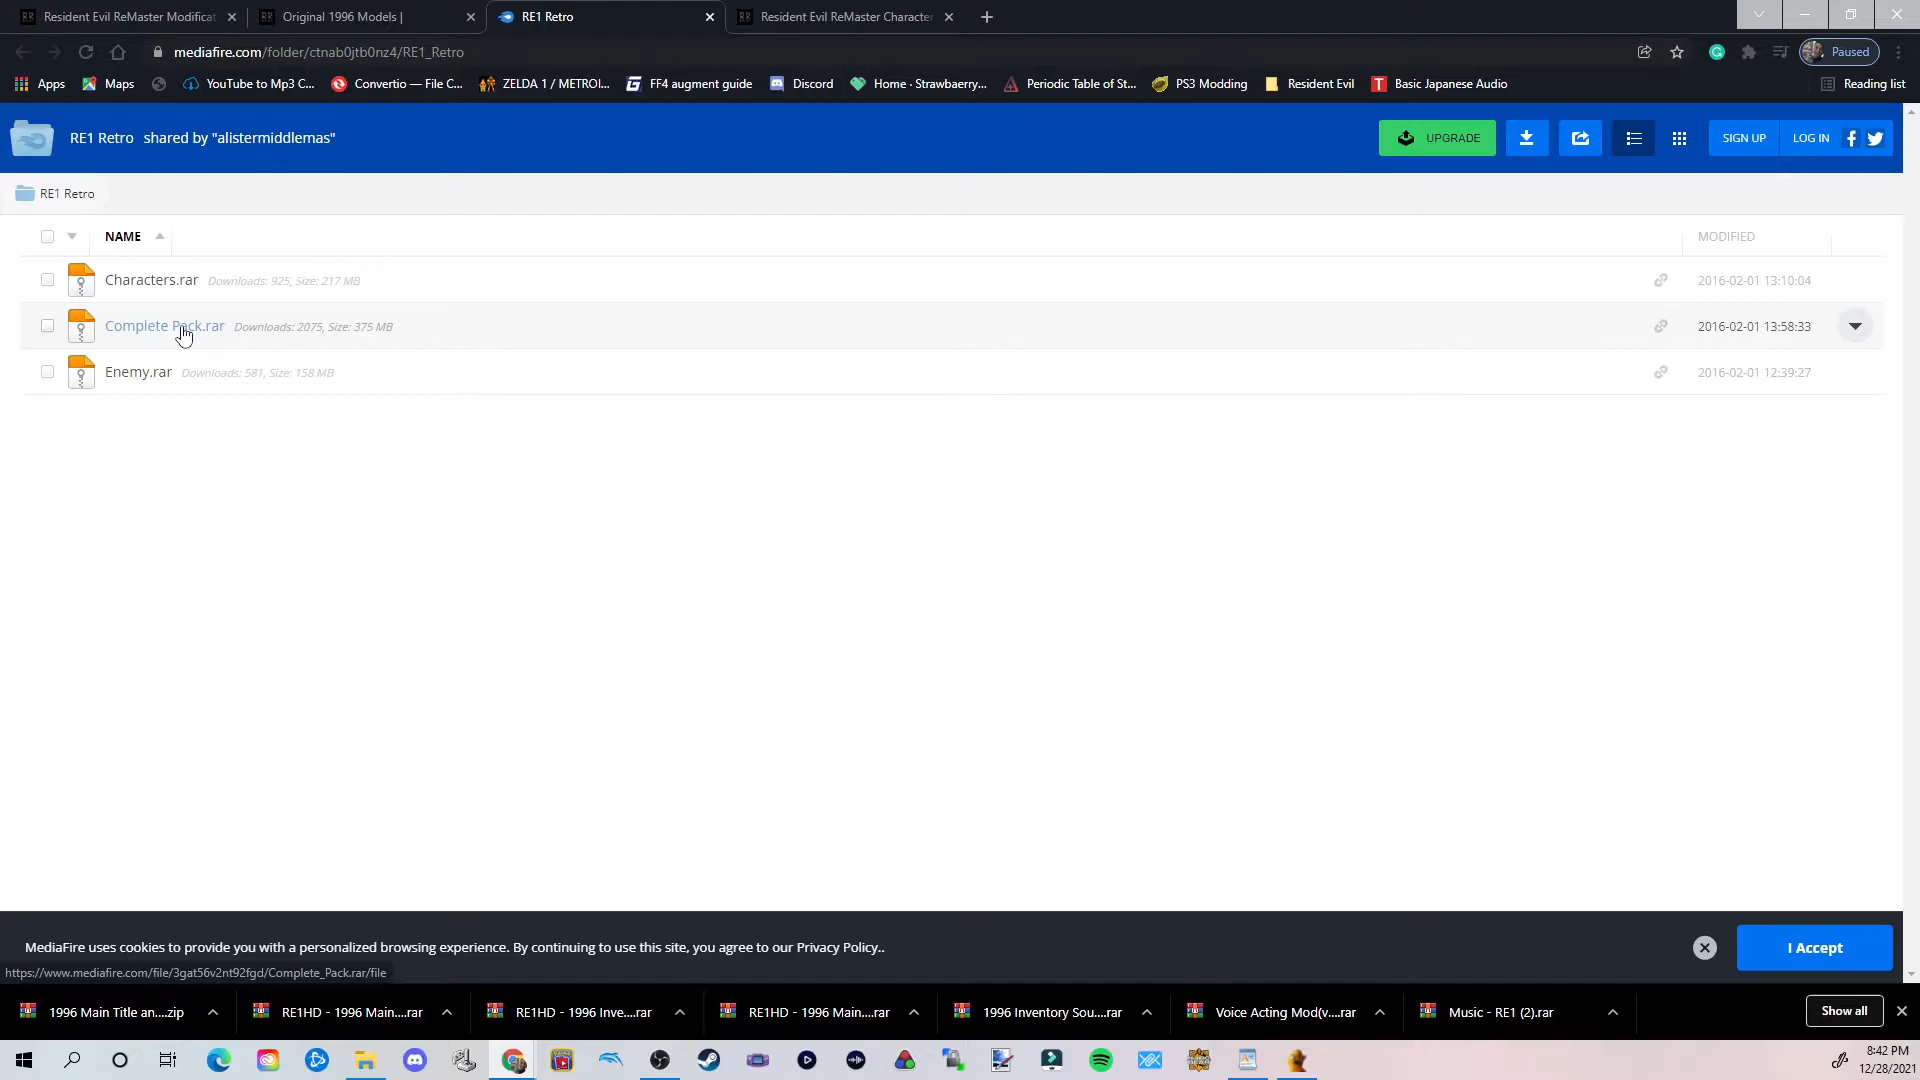 Resident Evil ReMaster Modificat
Original 1996 Models |
RE1 Retro
Resident Evil ReMaster Character
mediafire.com/folder/ctnab0jtb0nz4/RE1_Retro
Paused
Apps
Maps
YouTube to Mp3 C...
Convertio — File C...
ZELDA 1 / METROI...
FF4 augment guide
Discord
Home · Strawbaerry...
Periodic Table of St...
PS3 Modding
Resident Evil
Basic Japanese Audio
Reading list
RE1 Retro shared by "alistermiddlemas"
UPGRADE
SIGN UP
LOG IN
RE1 Retro
NAME
MODIFIED
Characters.rar Downloads: 925, Size: 217 MB 2016-02-01 13:10:04
Complete Pack.rar Downloads: 2075, Size: 375 MB 2016-02-01 13:58:33
Enemy.rar Downloads: 581, Size: 158 MB 2016-02-01 12:39:27
MediaFire uses cookies to provide you with a personalized browsing experience. By continuing to use this site, you agree to our Privacy Policy..
I Accept
https://www.mediafire.com/file/3gat56v2nt92fgd/Complete_Pack.rar/file
1996 Main Title an....zip
RE1HD - 1996 Main....rar
RE1HD - 1996 Inve....rar
RE1HD - 1996 Main....rar
1996 Inventory Sou....rar
Voice Acting Mod(v....rar
Music - RE1 (2).rar
Show all
8:42 PM
12/28/2021